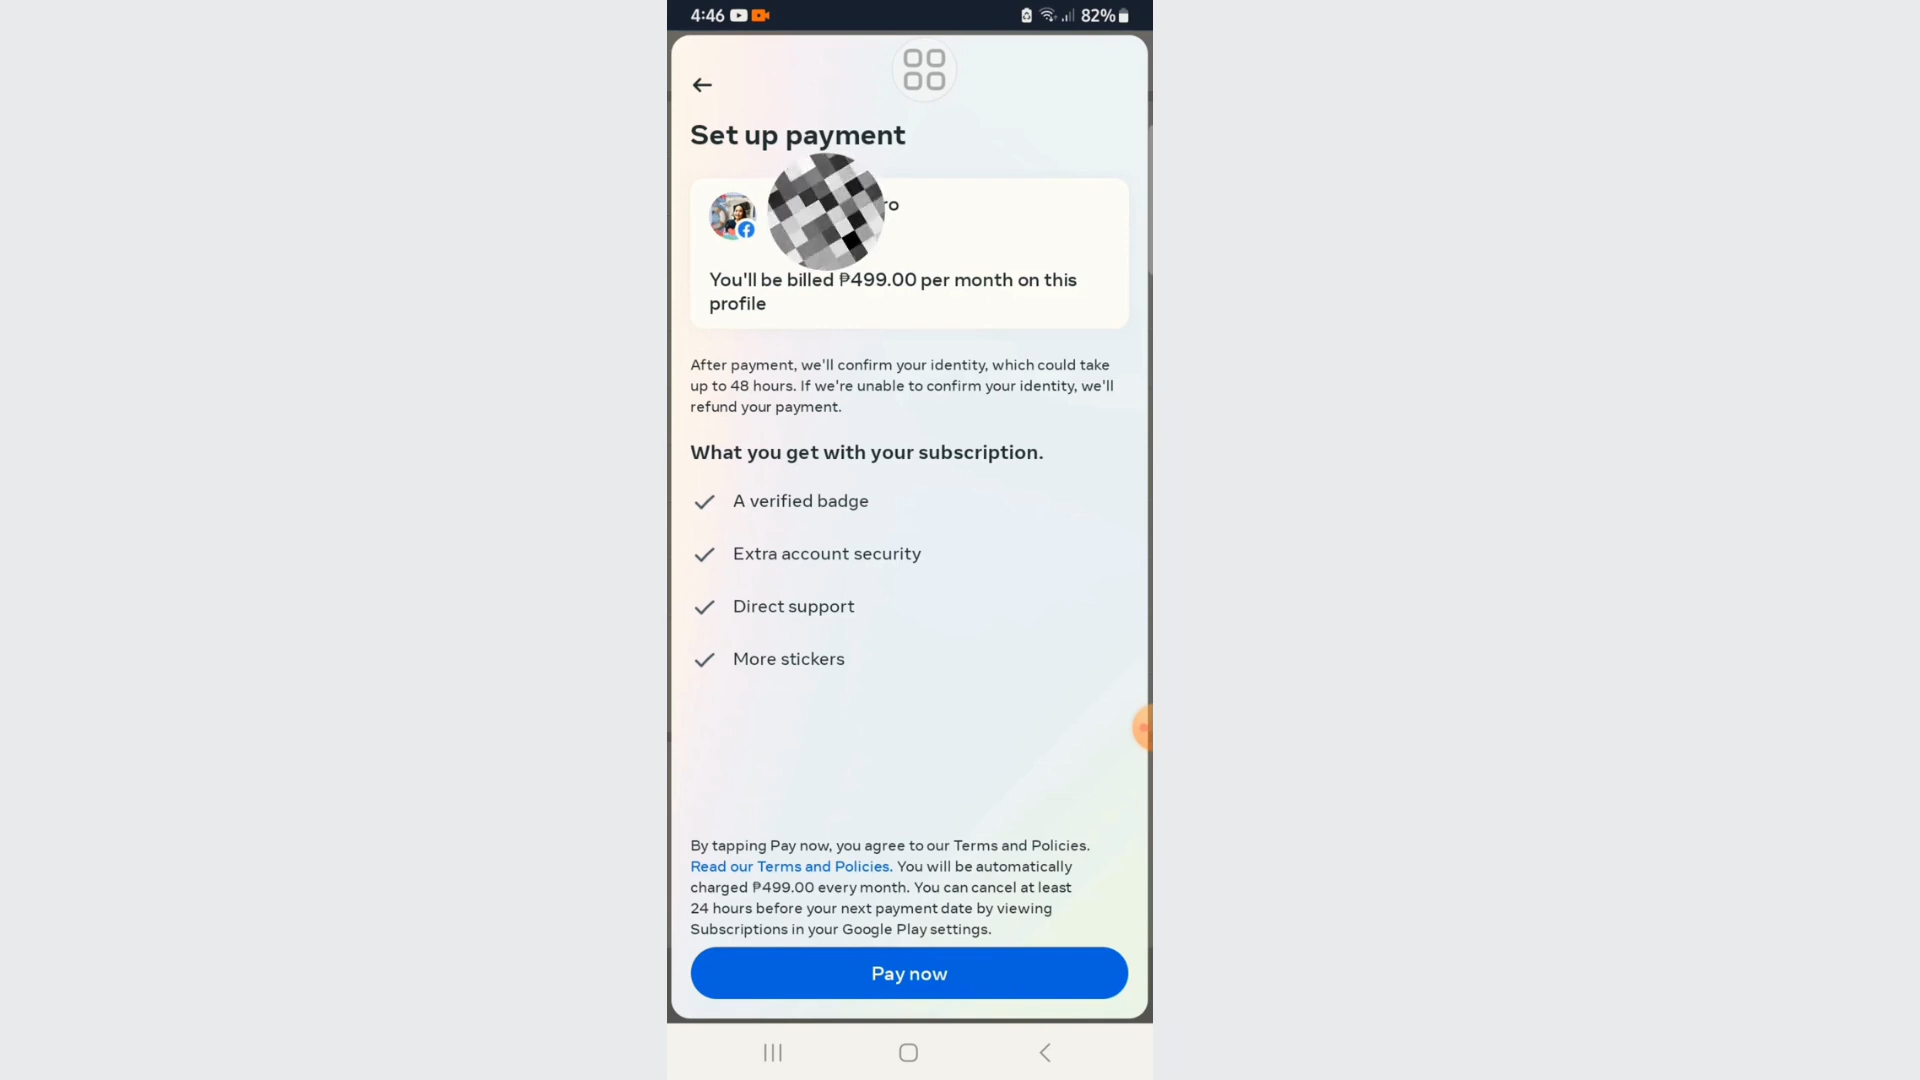 4:46
82%
Set up payment
ro
You'll be billed ₱499.00 per month on this
profile
After payment, we'll confirm your identity, which could take
up to 48 hours. If we're unable to confirm your identity, we'll
refund your payment.
What you get with your subscription.
A verified badge
Extra account security
Direct support
More stickers
By tapping Pay now, you agree to our Terms and Policies.
Read our Terms and Policies. You will be automatically
charged ₱499.00 every month. You can cancel at least
24 hours before your next payment date by viewing
Subscriptions in your Google Play settings.
Pay now